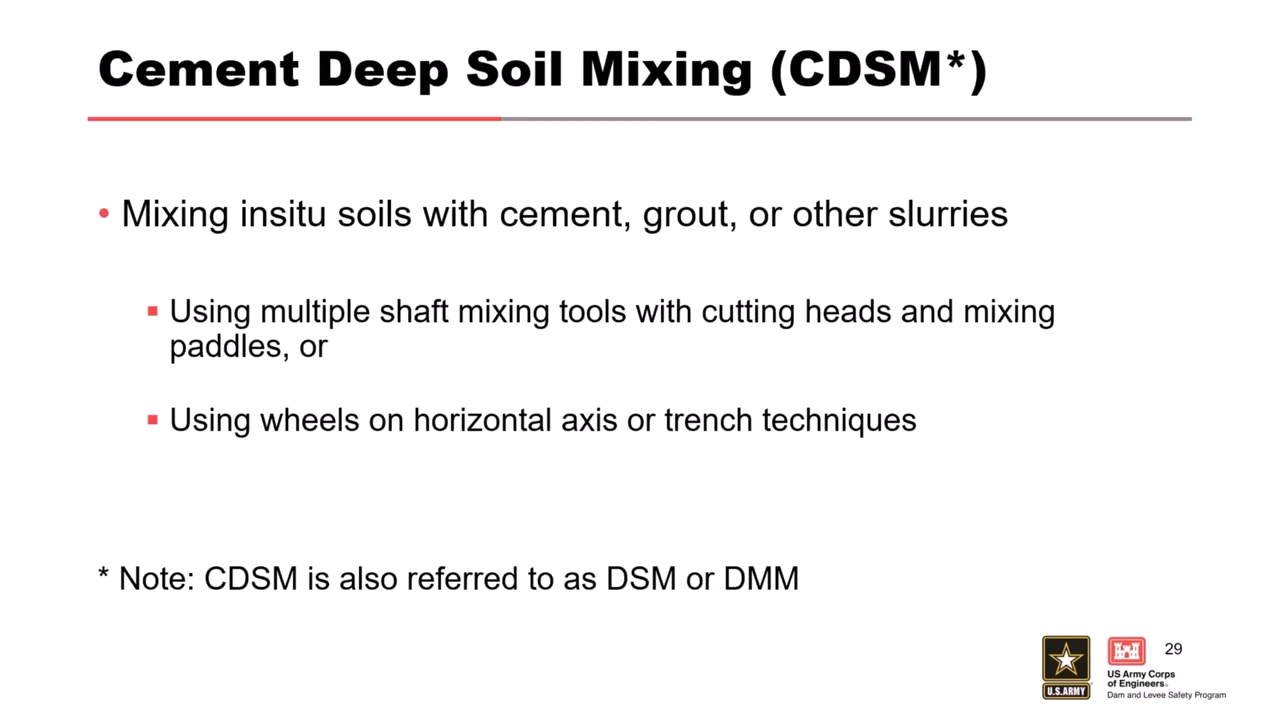 Cement Deep Soil Mixing (CDSM*)
• Mixing insitu soils with cement, grout, or other slurries
▪ Using multiple shaft mixing tools with cutting heads and mixing
paddles, or
▪ Using wheels on horizontal axis or trench techniques
* Note: CDSM is also referred to as DSM or DMM
29
U.S.ARMY
US Army Corps
of Engineers®
Dam and Levee Safety Program